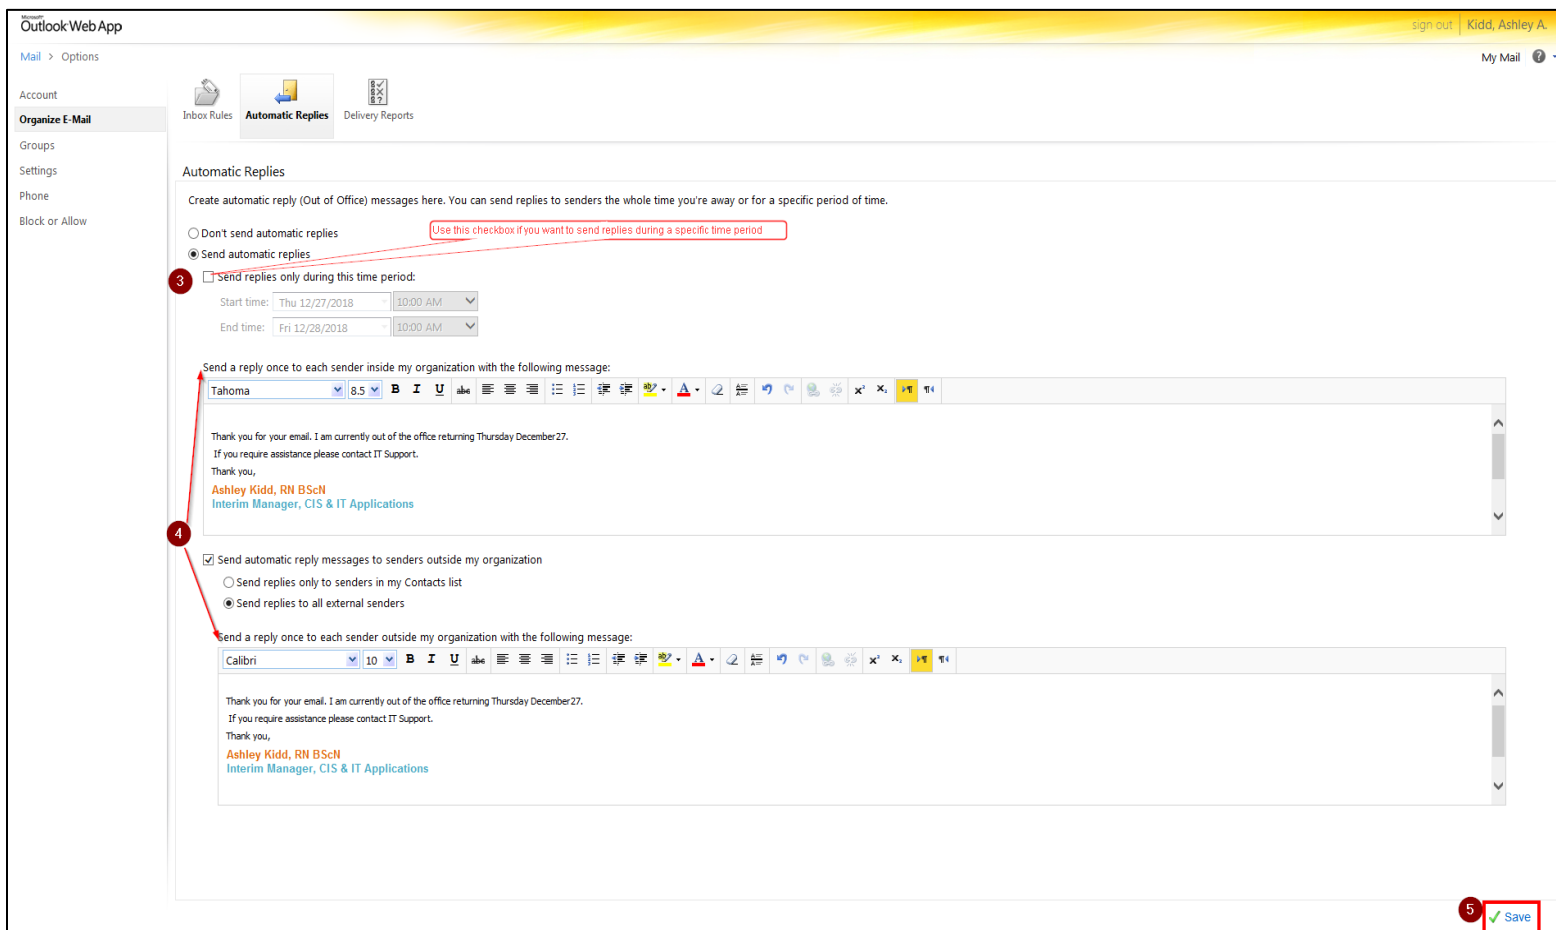 Microsoft
Outlook Web App
sign out | Kidd, Ashley A.
Mail > Options
My Mail
Account
Organize E-Mail
Groups
Settings
Phone
Block or Allow
Inbox Rules
Automatic Replies
Delivery Reports
Automatic Replies
Create automatic reply (Out of Office) messages here. You can send replies to senders the whole time you're away or for a specific period of time.
Don't send automatic replies
Use this checkbox if you want to send replies during a specific time period
Send automatic replies
3
Send replies only during this time period:
Start time: Thu 12/27/2018 10:00 AM
End time: Fri 12/28/2018 10:00 AM
Send a reply once to each sender inside my organization with the following message:
Tahoma 8.5 B I U abc ab A x² x₂
Thank you for your email. I am currently out of the office returning Thursday December27.
If you require assistance please contact IT Support.
Thank you,
Ashley Kidd, RN BScN
Interim Manager, CIS & IT Applications
4
Send automatic reply messages to senders outside my organization
Send replies only to senders in my Contacts list
Send replies to all external senders
Send a reply once to each sender outside my organization with the following message:
Calibri 10 B I U abc ab A x² x₂
Thank you for your email. I am currently out of the office returning Thursday December27.
If you require assistance please contact IT Support.
Thank you,
Ashley Kidd, RN BScN
Interim Manager, CIS & IT Applications
5
Save